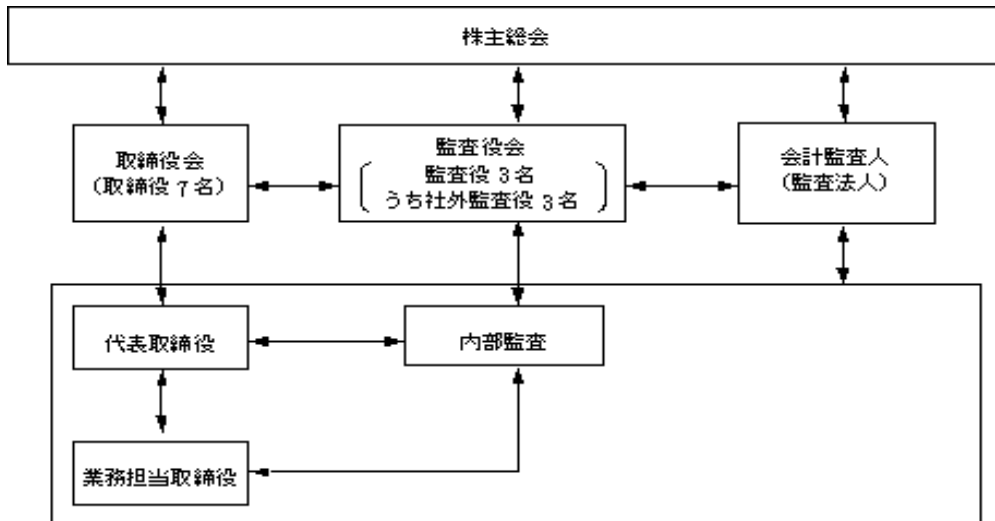 株主総会
取締役会
（取締役７名）
監査役会
監査役３名
うち社外監査役３名
会計監査人
（監査法人）
代表取締役
内部監査
業務担当取締役